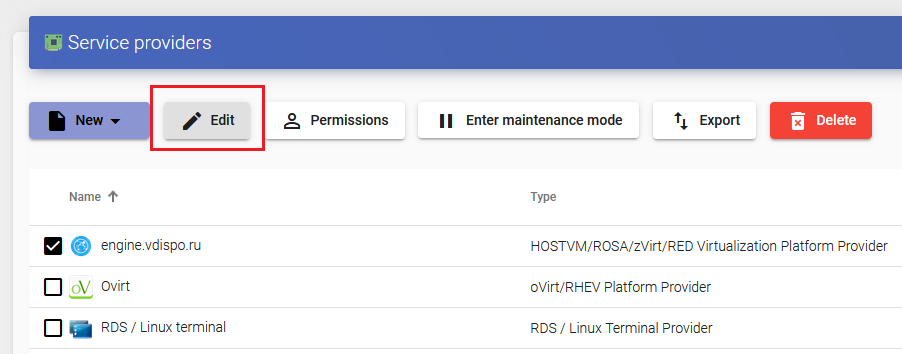 Service providers
New Edit Permissions Enter maintenance mode Export Delete
Name Type
engine.vdispo.ru HOSTVM/ROSA/zVirt/RED Virtualization Platform Provider
oV Ovirt oVirt/RHEV Platform Provider
RDS / Linux terminal RDS / Linux Terminal Provider